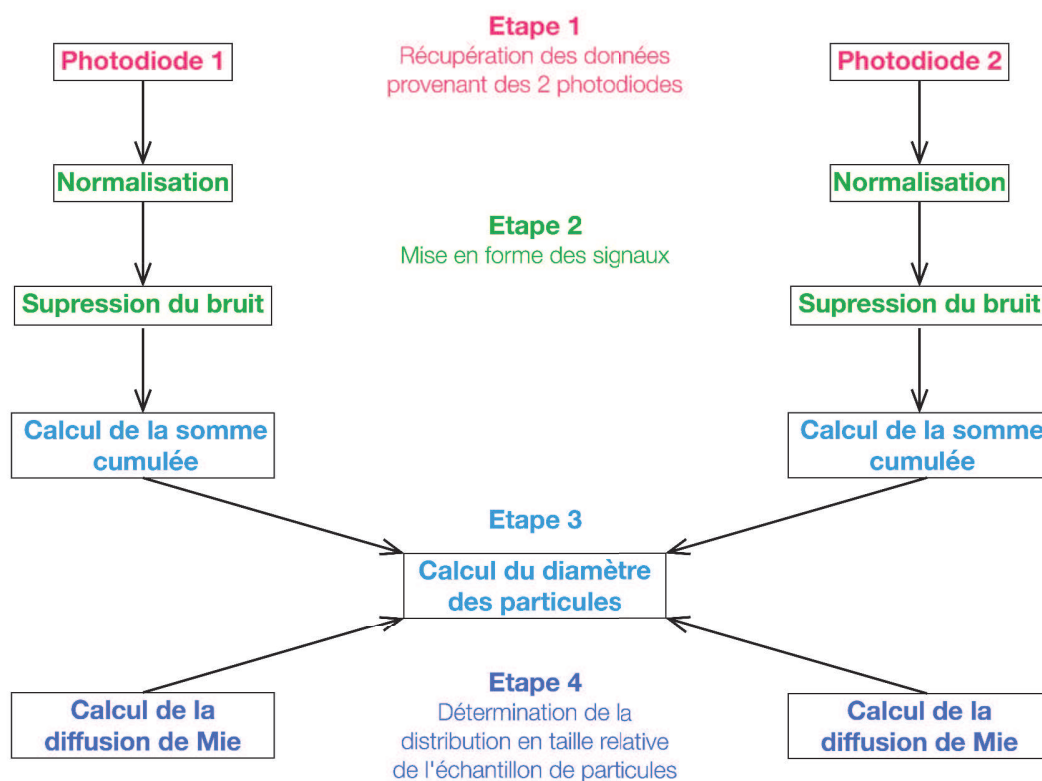 Etape 1
Récupération des données
provenant des 2 photodiodes
Photodiode 1
Photodiode 2
Normalisation
Normalisation
Etape 2
Mise en forme des signaux
Supression du bruit
Supression du bruit
Calcul de la somme
cumulée
Calcul de la somme
cumulée
Etape 3
Calcul du diamètre
des particules
Etape 4
Détermination de la
distribution en taille relative
de l'échantillon de particules
Calcul de la
diffusion de Mie
Calcul de la
diffusion de Mie